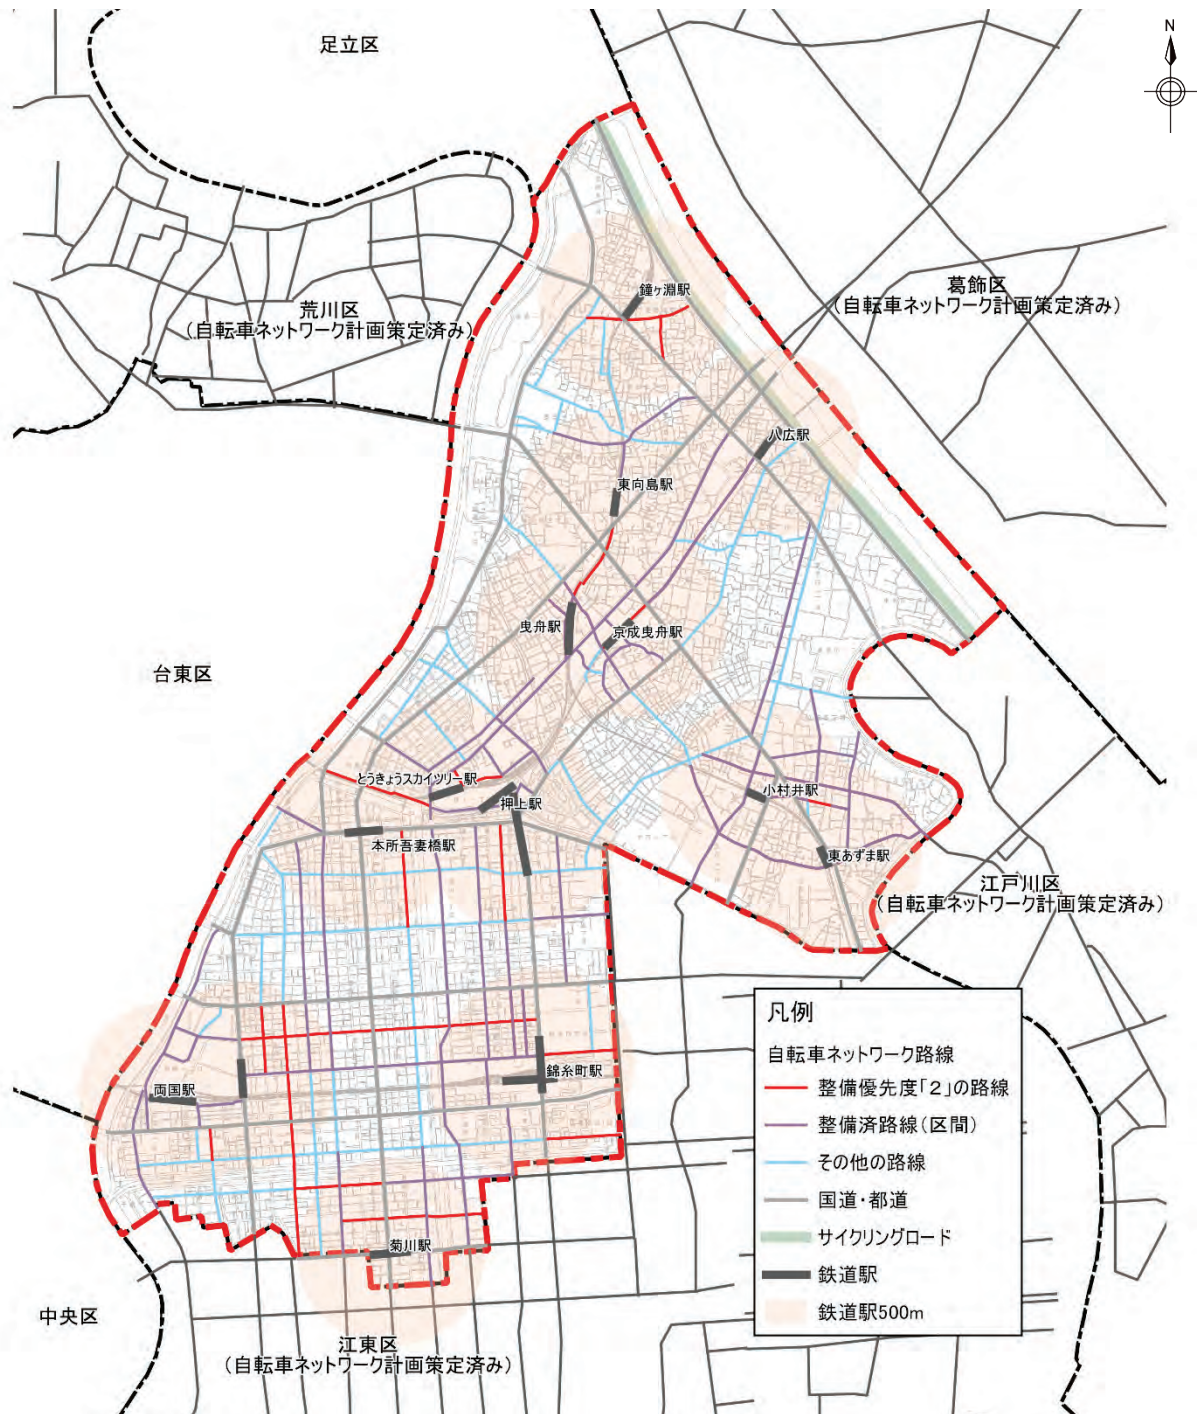 N
足立区
葛飾区
(自転車ネットワーク計画策定済み)
荒川区
(自転車ネットワーク計画策定済み)
鐘ヶ淵駅
八広駅
東向島駅
曳舟駅
京成曳舟駅
台東区
とうきょうスカイツリー駅
押上駅
小村井駅
本所吾妻橋駅
東あずま駅
江戸川区
(自転車ネットワーク計画策定済み)
両国駅
錦糸町駅
菊川駅
中央区
江東区
(自転車ネットワーク計画策定済み)
凡例
自転車ネットワーク路線
整備優先度「2」の路線
整備済路線(区間)
その他の路線
国道・都道
サイクリングロード
鉄道駅
鉄道駅500m